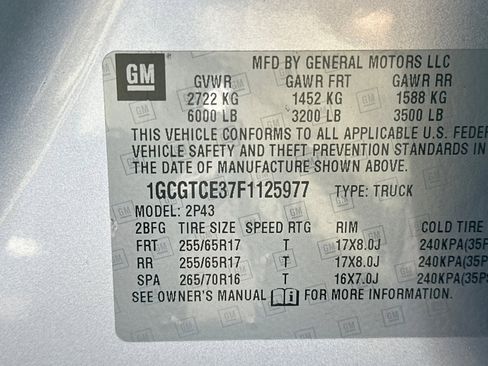 GM
MFD BY GENERAL MOTORS LLC
GVWR GAWR FRT GAWR RR
2722 KG 1452 KG 1588 KG
6000 LB 3200 LB 3500 LB
THIS VEHICLE CONFORMS TO ALL APPLICABLE U.S. FEDE
VEHICLE SAFETY AND THEFT PREVENTION STANDARDS IN
THE DATE OF MANUFACTURE SHOWN ABOVE.
1GCGTCE37F1125977 TYPE: TRUCK
MODEL: 2P43
2BFG TIRE SIZE SPEED RTG RIM COLD TIRE
FRT 255/65R17 T 17X8.0J 240KPA(35P
RR 255/65R17 T 17X8.0J 240KPA(35P
SPA 265/70R16 T 16X7.0J 240KPA(35P
SEE OWNER'S MANUAL FOR MORE INFORMATION.